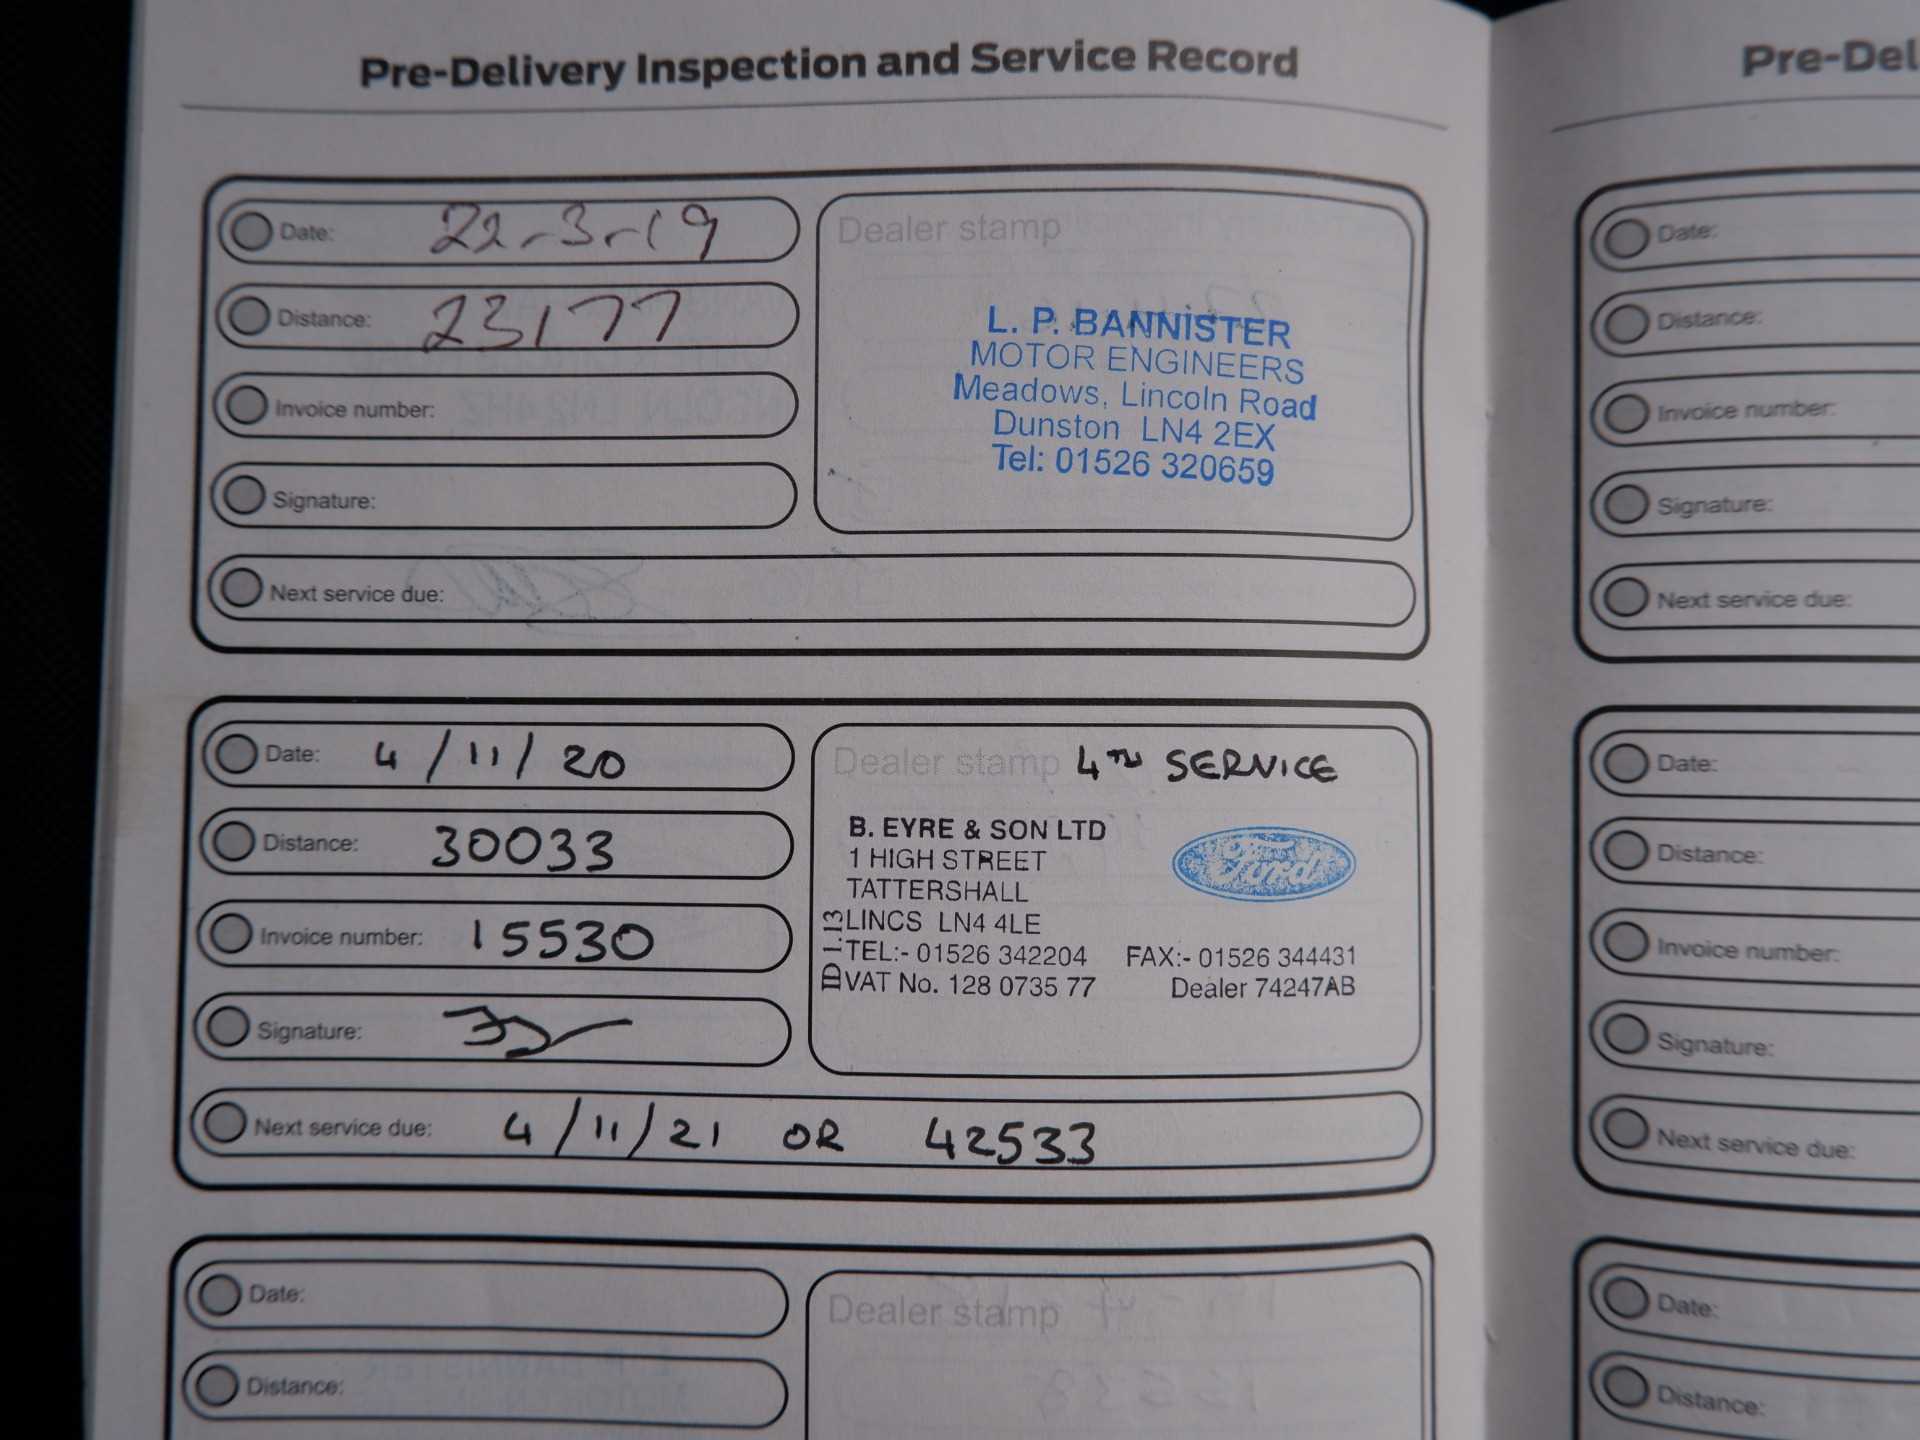 Pre-Delivery Inspection and Service Record
Date: 22-3-19
Distance: 23177
Invoice number:
Signature:
Next service due:
Dealer stamp
L. P. BANNISTER
MOTOR ENGINEERS
Meadows, Lincoln Road
Dunston LN4 2EX
Tel: 01526 320659
Date: 4/11/20
Distance: 30033
Invoice number: 15530
Signature:
Next service due: 4/11/21 OR 42533
Dealer stamp 4TH SERVICE
B. EYRE & SON LTD
Ford
1 HIGH STREET
TATTERSHALL
LINCS LN4 4LE
TEL:- 01526 342204 FAX:- 01526 344431
VAT No. 128 0735 77 Dealer 74247AB
Date:
Distance:
Dealer stamp
Pre-Del
Date:
Distance:
Invoice number:
Signature:
Next service due:
Date:
Distance:
Invoice number:
Signature:
Next service due:
Date:
Distance: